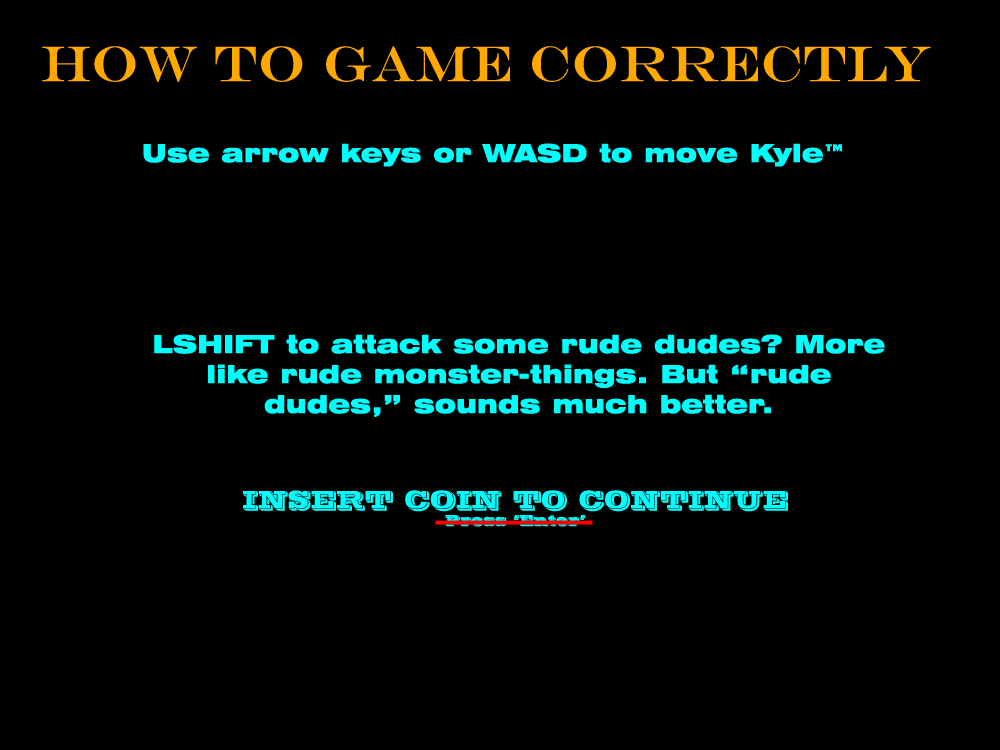 HOW TO GAME CORRECTLY
Use arrow keys or WASD to move Kyle™
LSHIFT to attack some rude dudes? More
like rude monster-things. But “rude
dudes,” sounds much better.
INSERT COIN TO CONTINUE
Press 'Enter'